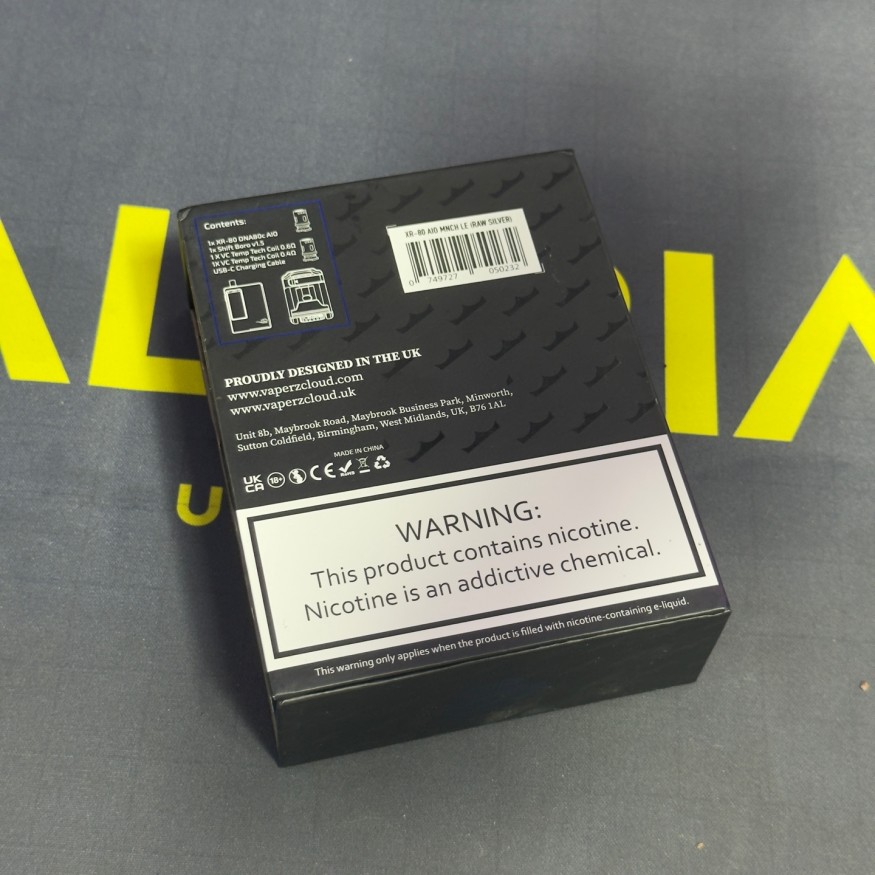 Contents:
1x XR-80 DNA80c AIO
1x Shift Boro v1.5
1 X VC Temp Tech Coil 0.6Ω
1X VC Temp Tech Coil 0.4Ω
USB-C Charging Cable
XR-80 AIO MNCH LE (RAW SILVER)
0 749727 050232
PROUDLY DESIGNED IN THE UK
www.vaperzcloud.com
www.vaperzcloud.uk
Unit 8b, Maybrook Road, Maybrook Business Park, Minworth,
Sutton Coldfield, Birmingham, West Midlands, UK, B76 1AL
MADE IN CHINA
UK
CA
18+
CE
RoHS
WARNING:
This product contains nicotine.
Nicotine is an addictive chemical.
This warning only applies when the product is filled with nicotine-containing e-liquid.
U